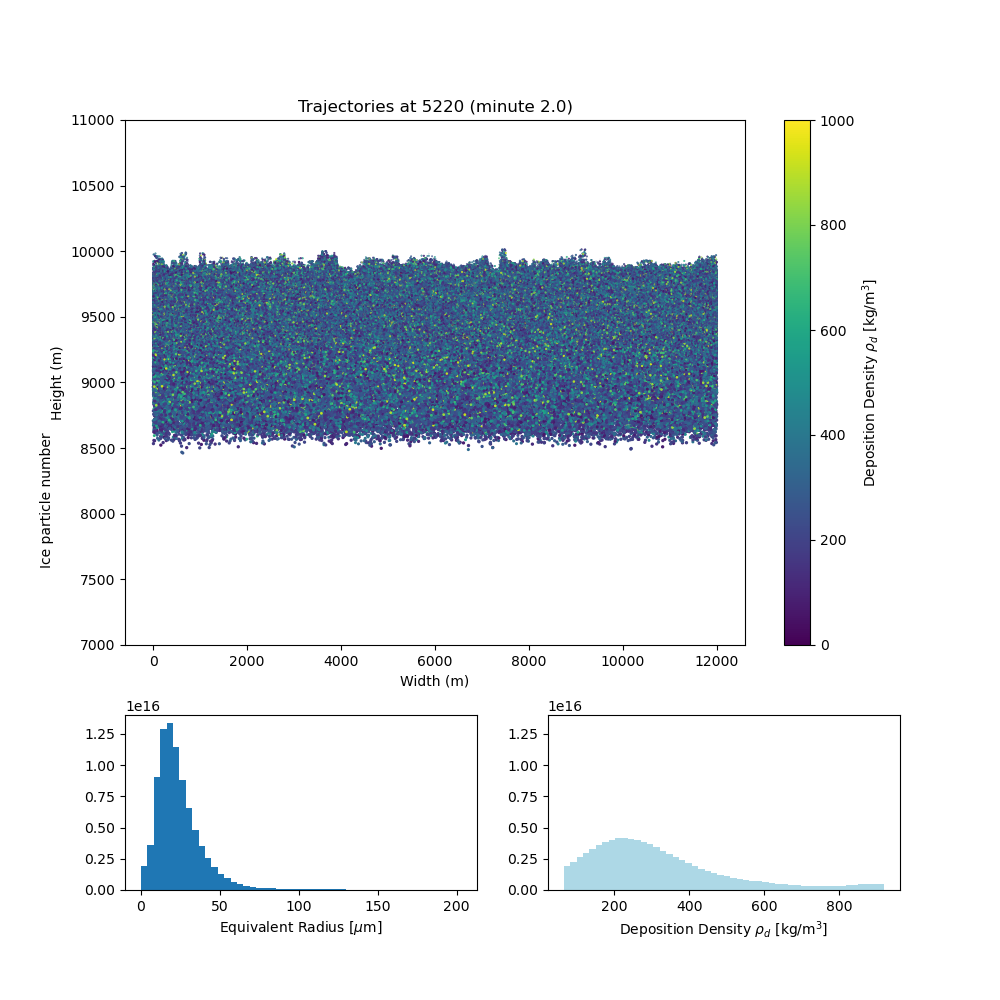 Trajectories at 5220 (minute 2.0)
11000
10500
10000
9500
9000
8500
8000
7500
7000
Height (m)
Ice particle number
0 2000 4000 6000 8000 10000 12000
Width (m)
1000
800
600
400
200
0
Deposition Density ρd [kg/m³]
1e16
1.25
1.00
0.75
0.50
0.25
0.00
0 50 100 150 200
Equivalent Radius [μm]
1e16
1.25
1.00
0.75
0.50
0.25
0.00
200 400 600 800
Deposition Density ρd [kg/m³]